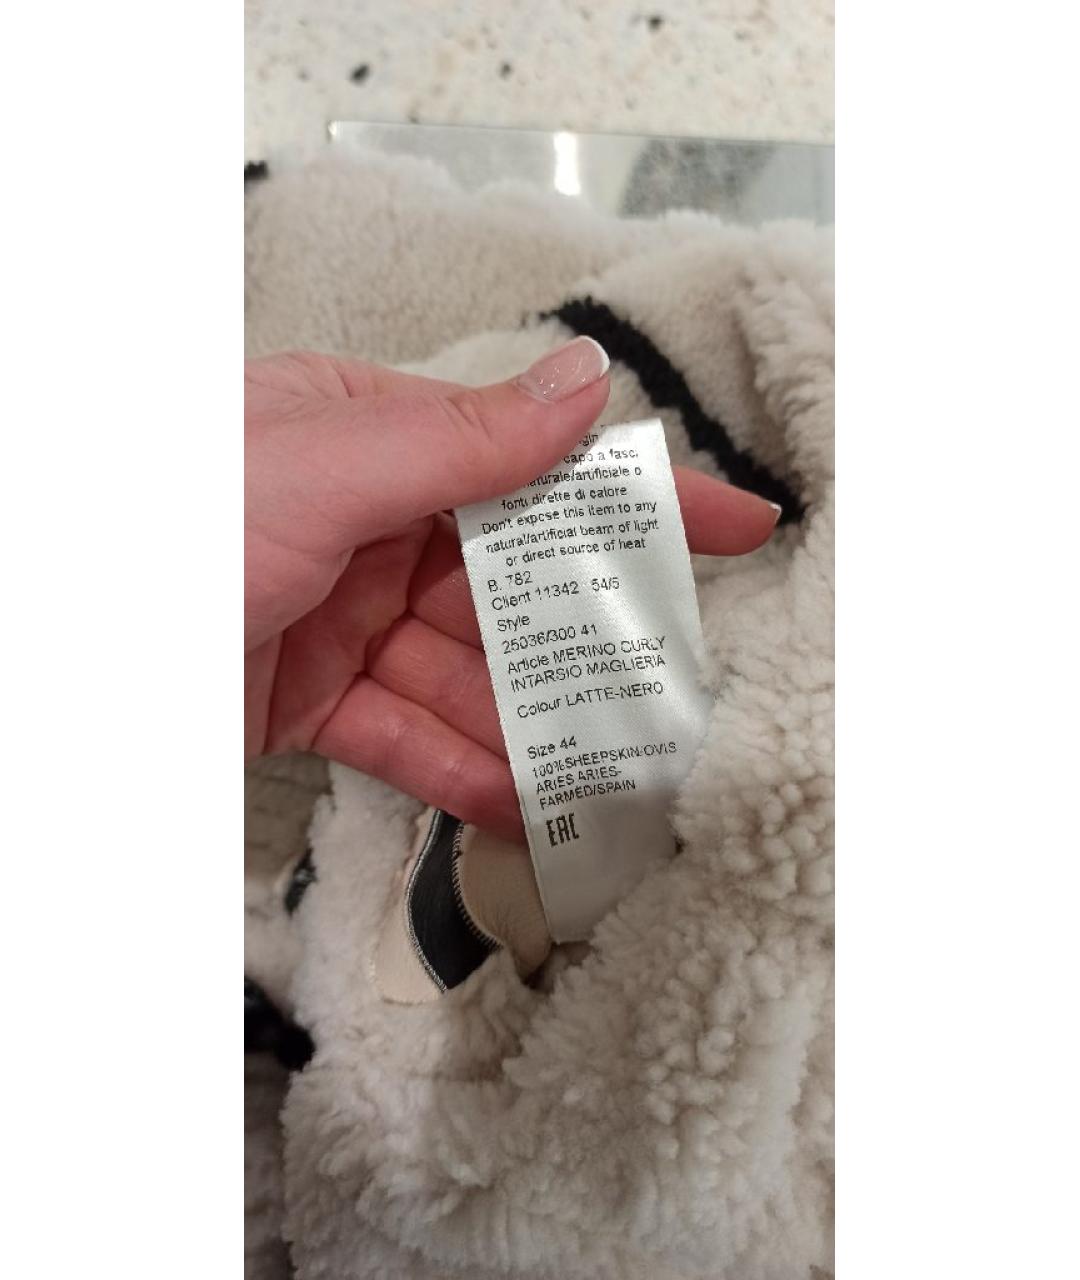 capo a fasci
naturale/artificiale o
fonti dirette di calore
Don't expose this item to any
natural/artificial beam of light
or direct source of heat
B. 782
Client 11342 54/5
Style
25036/300 41
Article MERINO CURLY
INTARSIO MAGLIERIA
Colour LATTE-NERO
Size 44
100%SHEEPSKIN-OVIS
ARIES ARIES-
FARMED/SPAIN
EAC